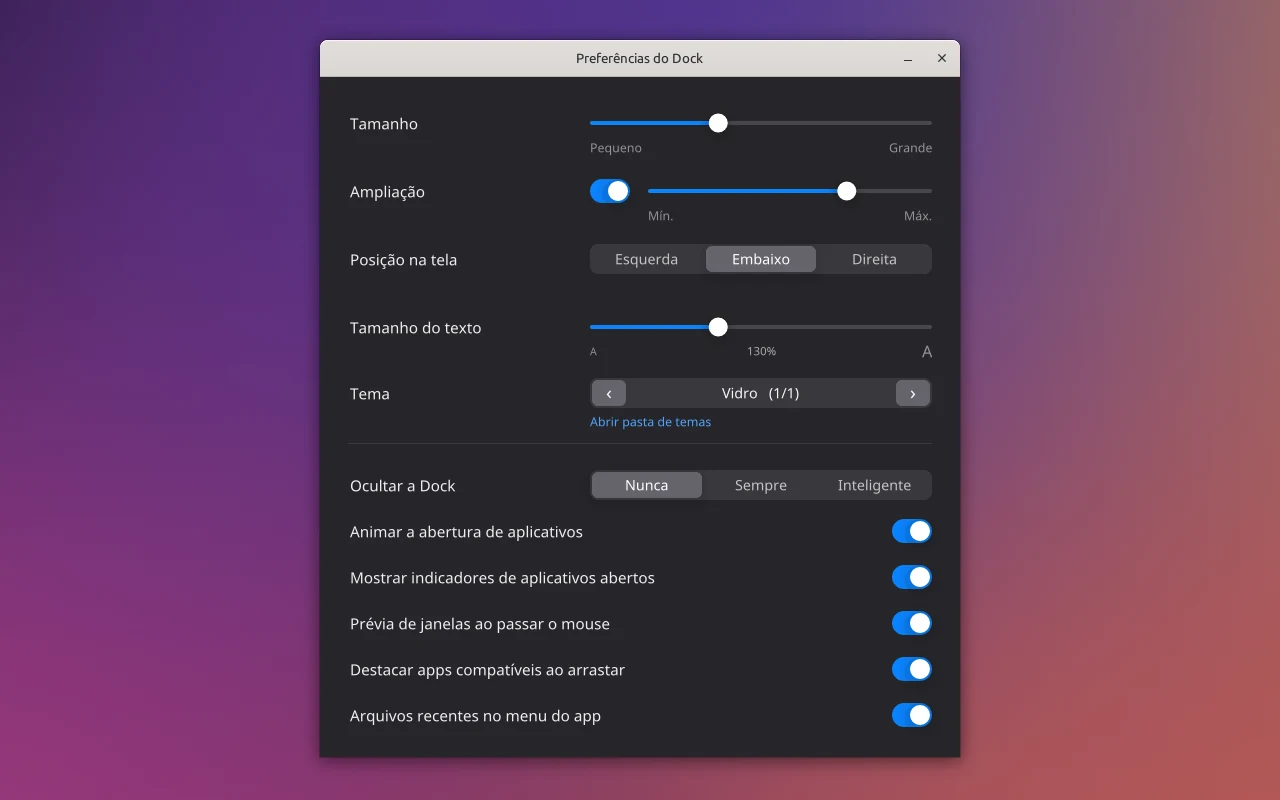 Preferências do Dock
Tamanho
Pequeno Grande
Ampliação
Mín. Máx.
Posição na tela Esquerda Embaixo Direita
Tamanho do texto
A 130% A
Tema ‹ Vidro (1/1) ›
Abrir pasta de temas
Ocultar a Dock Nunca Sempre Inteligente
Animar a abertura de aplicativos
Mostrar indicadores de aplicativos abertos
Prévia de janelas ao passar o mouse
Destacar apps compatíveis ao arrastar
Arquivos recentes no menu do app